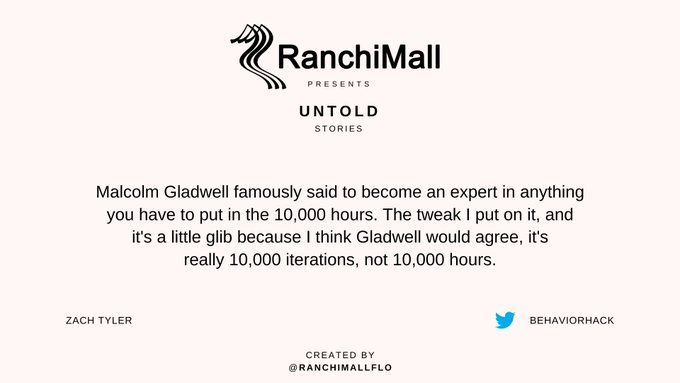 RanchiMall
PRESENTS
UNTOLD
STORIES
Malcolm Gladwell famously said to become an expert in anything
you have to put in the 10,000 hours. The tweak I put on it, and
it's a little glib because I think Gladwell would agree, it's
really 10,000 iterations, not 10,000 hours.
ZACH TYLER
BEHAVIORHACK
CREATED BY
@RANCHIMALLFLO